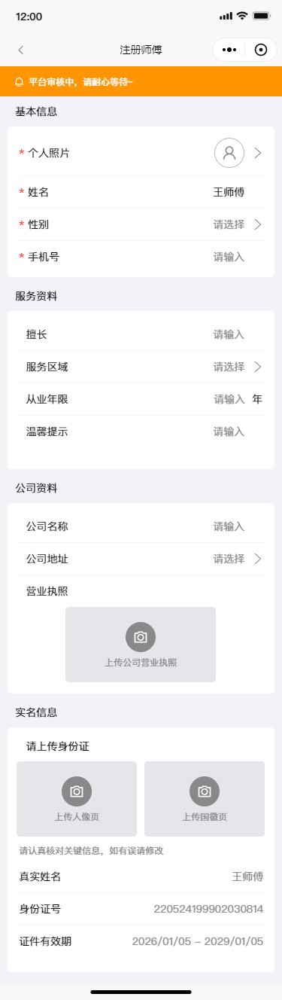 12:00
注册师傅
平台审核中，请耐心等待~
基本信息
* 个人照片
* 姓名 王师傅
* 性别 请选择
* 手机号 请输入
服务资料
擅长 请输入
服务区域 请选择
从业年限 请输入 年
温馨提示 请输入
公司资料
公司名称 请输入
公司地址 请选择
营业执照
上传公司营业执照
实名信息
请上传身份证
上传人像页 上传国徽页
请认真核对关键信息，如有误请修改
真实姓名 王师傅
身份证号 220524199902030814
证件有效期 2026/01/05 – 2029/01/05